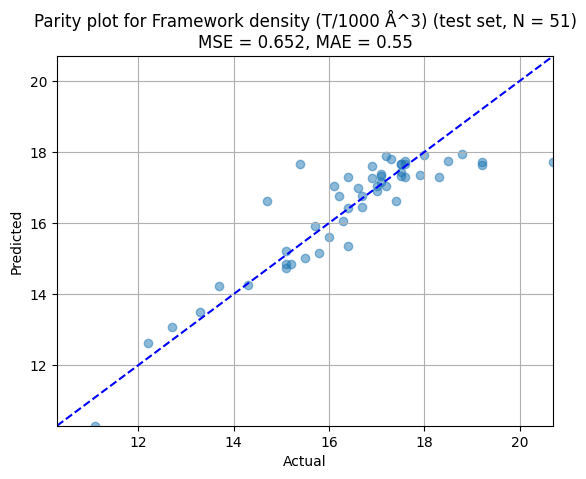 Parity plot for Framework density (T/1000 Å^3) (test set, N = 51)
MSE = 0.652, MAE = 0.55
20
18
16
14
12
Predicted
12
14
16
18
20
Actual